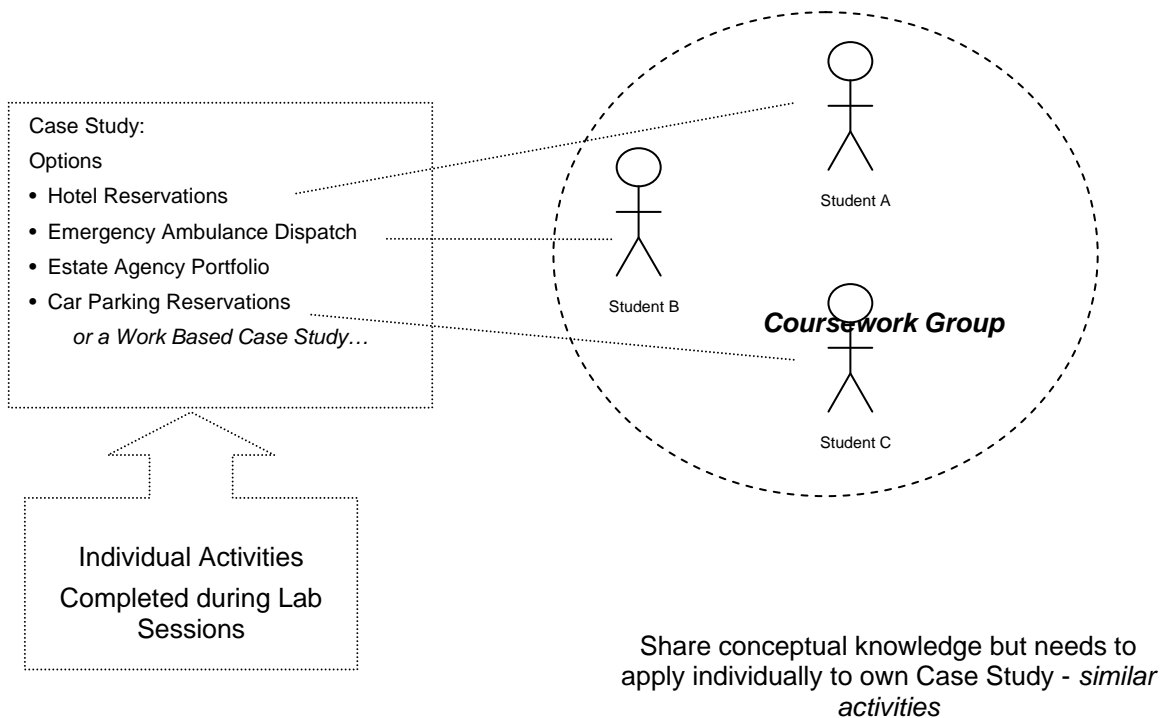 Case Study:
Options
• Hotel Reservations
• Emergency Ambulance Dispatch
• Estate Agency Portfolio
• Car Parking Reservations
or a Work Based Case Study…
Individual Activities
Completed during Lab
Sessions
Student A
Student B
Coursework Group
Student C
Share conceptual knowledge but needs to
apply individually to own Case Study - similar
activities